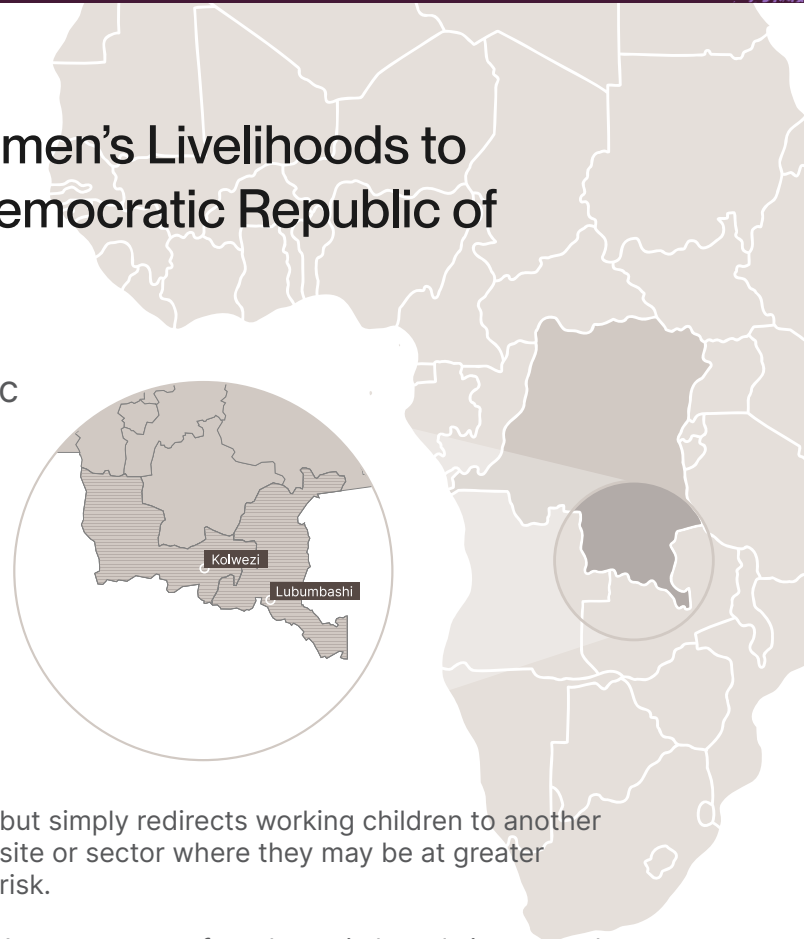 men's Livelihoods to
emocratic Republic of
C
Kolwezi
Lubumbashi
but simply redirects working children to another
site or sector where they may be at greater
risk.